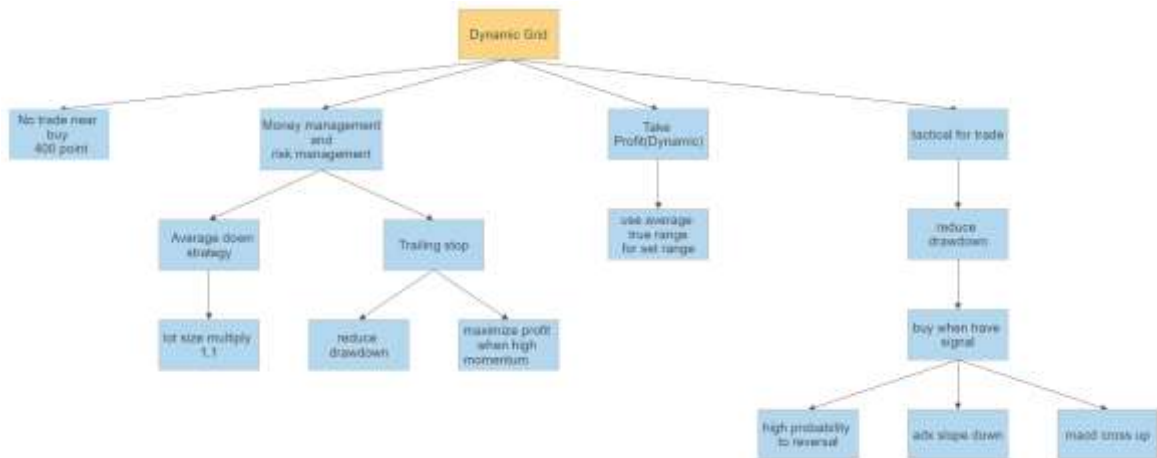 Dynamic Grid
No trade near
buy
400 point
Money management
and
risk management
Take
Profit(Dynamic)
tactical for trade
Average down
strategy
Trailing stop
use average
true range
for set range
reduce
drawdown
lot size multiply
1.1
reduce
drawdown
maximize profit
when high
momentum
buy when have
signal
high probability
to reversal
adx slope down
macd cross up